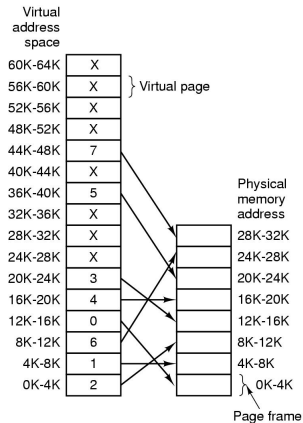 Virtual
address
space
60K-64K X
56K-60K X } Virtual page
52K-56K X
48K-52K X
44K-48K 7
40K-44K X
36K-40K 5
32K-36K X
28K-32K X
24K-28K X
20K-24K 3
16K-20K 4
12K-16K 0
8K-12K 6
4K-8K 1
0K-4K 2
Physical
memory
address
28K-32K
24K-28K
20K-24K
16K-20K
12K-16K
8K-12K
4K-8K
} 0K-4K
Page frame